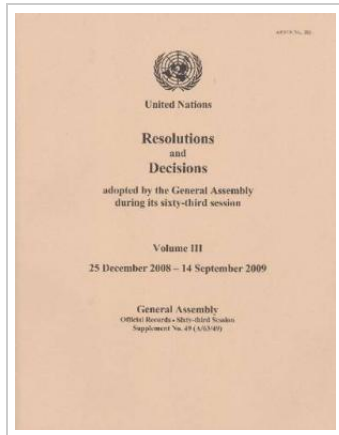 United Nations
Resolutions
and
Decisions
adopted by the General Assembly
during its sixty-third session
Volume III
25 December 2008 – 14 September 2009
General Assembly
Official Records - Sixty-third Session
Supplement No. 49 (A/63/49)